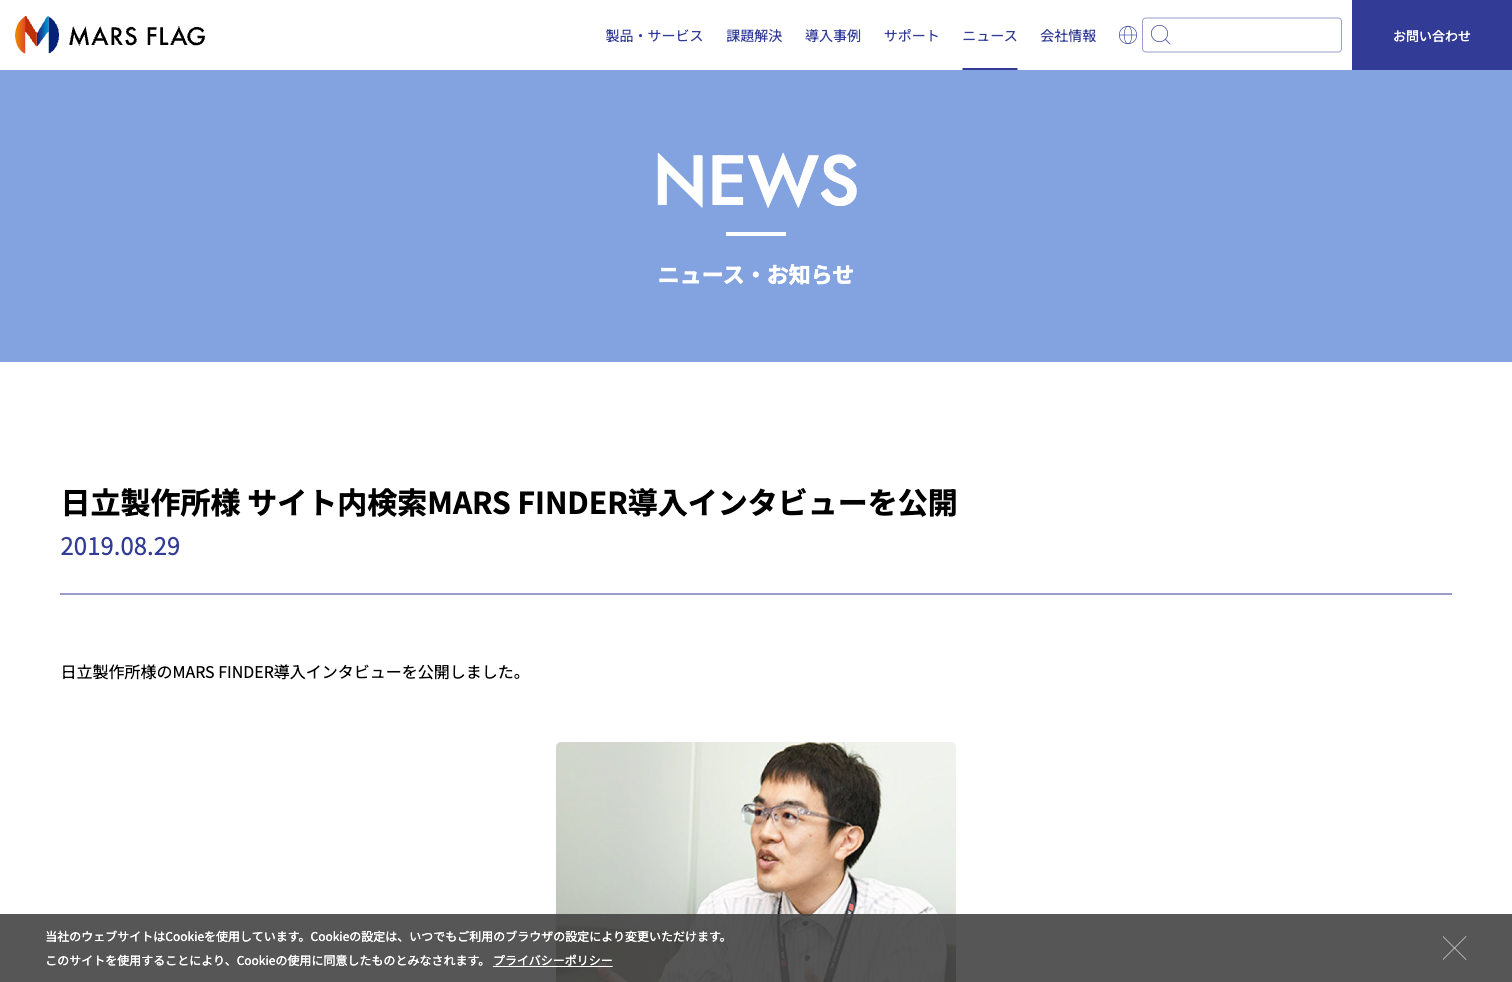 MARS FLAG
製品・サービス
課題解決
導入事例
サポート
ニュース
会社情報
お問い合わせ
NEWS
ニュース・お知らせ
日立製作所様 サイト内検索MARS FINDER導入インタビューを公開
2019.08.29
日立製作所様のMARS FINDER導入インタビューを公開しました。
当社のウェブサイトはCookieを使用しています。Cookieの設定は、いつでもご利用のブラウザの設定により変更いただけます。
このサイトを使用することにより、Cookieの使用に同意したものとみなされます。 プライバシーポリシー